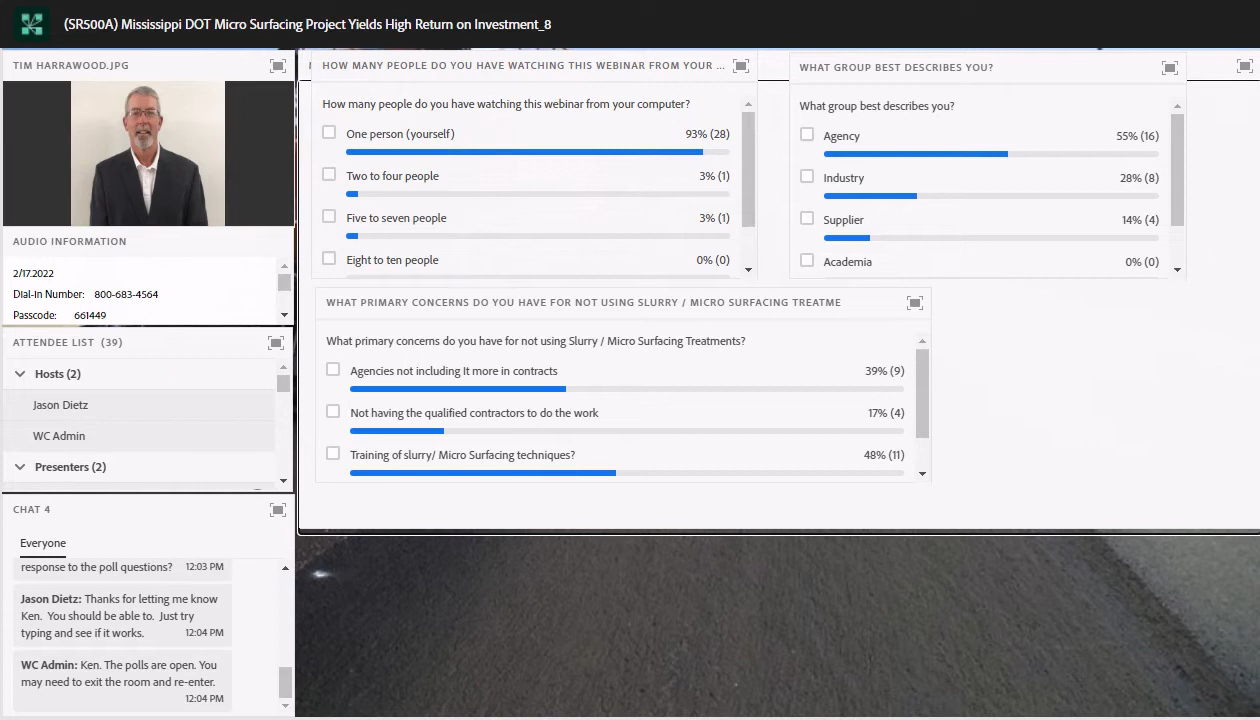 (SR500A) Mississippi DOT Micro Surfacing Project Yields High Return on Investment_8
TIM HARRAWOOD.JPG
AUDIO INFORMATION
2/17.2022
Dial-In Number: 800-683-4564
Passcode: 661449
ATTENDEE LIST (39)
Hosts (2)
Jason Dietz
WC Admin
Presenters (2)
CHAT 4
Everyone
response to the poll questions? 12:03 PM
Jason Dietz: Thanks for letting me know
Ken. You should be able to. Just try
typing and see if it works. 12:04 PM
WC Admin: Ken. The polls are open. You
may need to exit the room and re-enter.
12:04 PM
HOW MANY PEOPLE DO YOU HAVE WATCHING THIS WEBINAR FROM YOUR ...
How many people do you have watching this webinar from your computer?
One person (yourself) 93% (28)
Two to four people 3% (1)
Five to seven people 3% (1)
Eight to ten people 0% (0)
WHAT GROUP BEST DESCRIBES YOU?
What group best describes you?
Agency 55% (16)
Industry 28% (8)
Supplier 14% (4)
Academia 0% (0)
WHAT PRIMARY CONCERNS DO YOU HAVE FOR NOT USING SLURRY / MICRO SURFACING TREATME
What primary concerns do you have for not using Slurry / Micro Surfacing Treatments?
Agencies not including It more in contracts 39% (9)
Not having the qualified contractors to do the work 17% (4)
Training of slurry/ Micro Surfacing techniques? 48% (11)